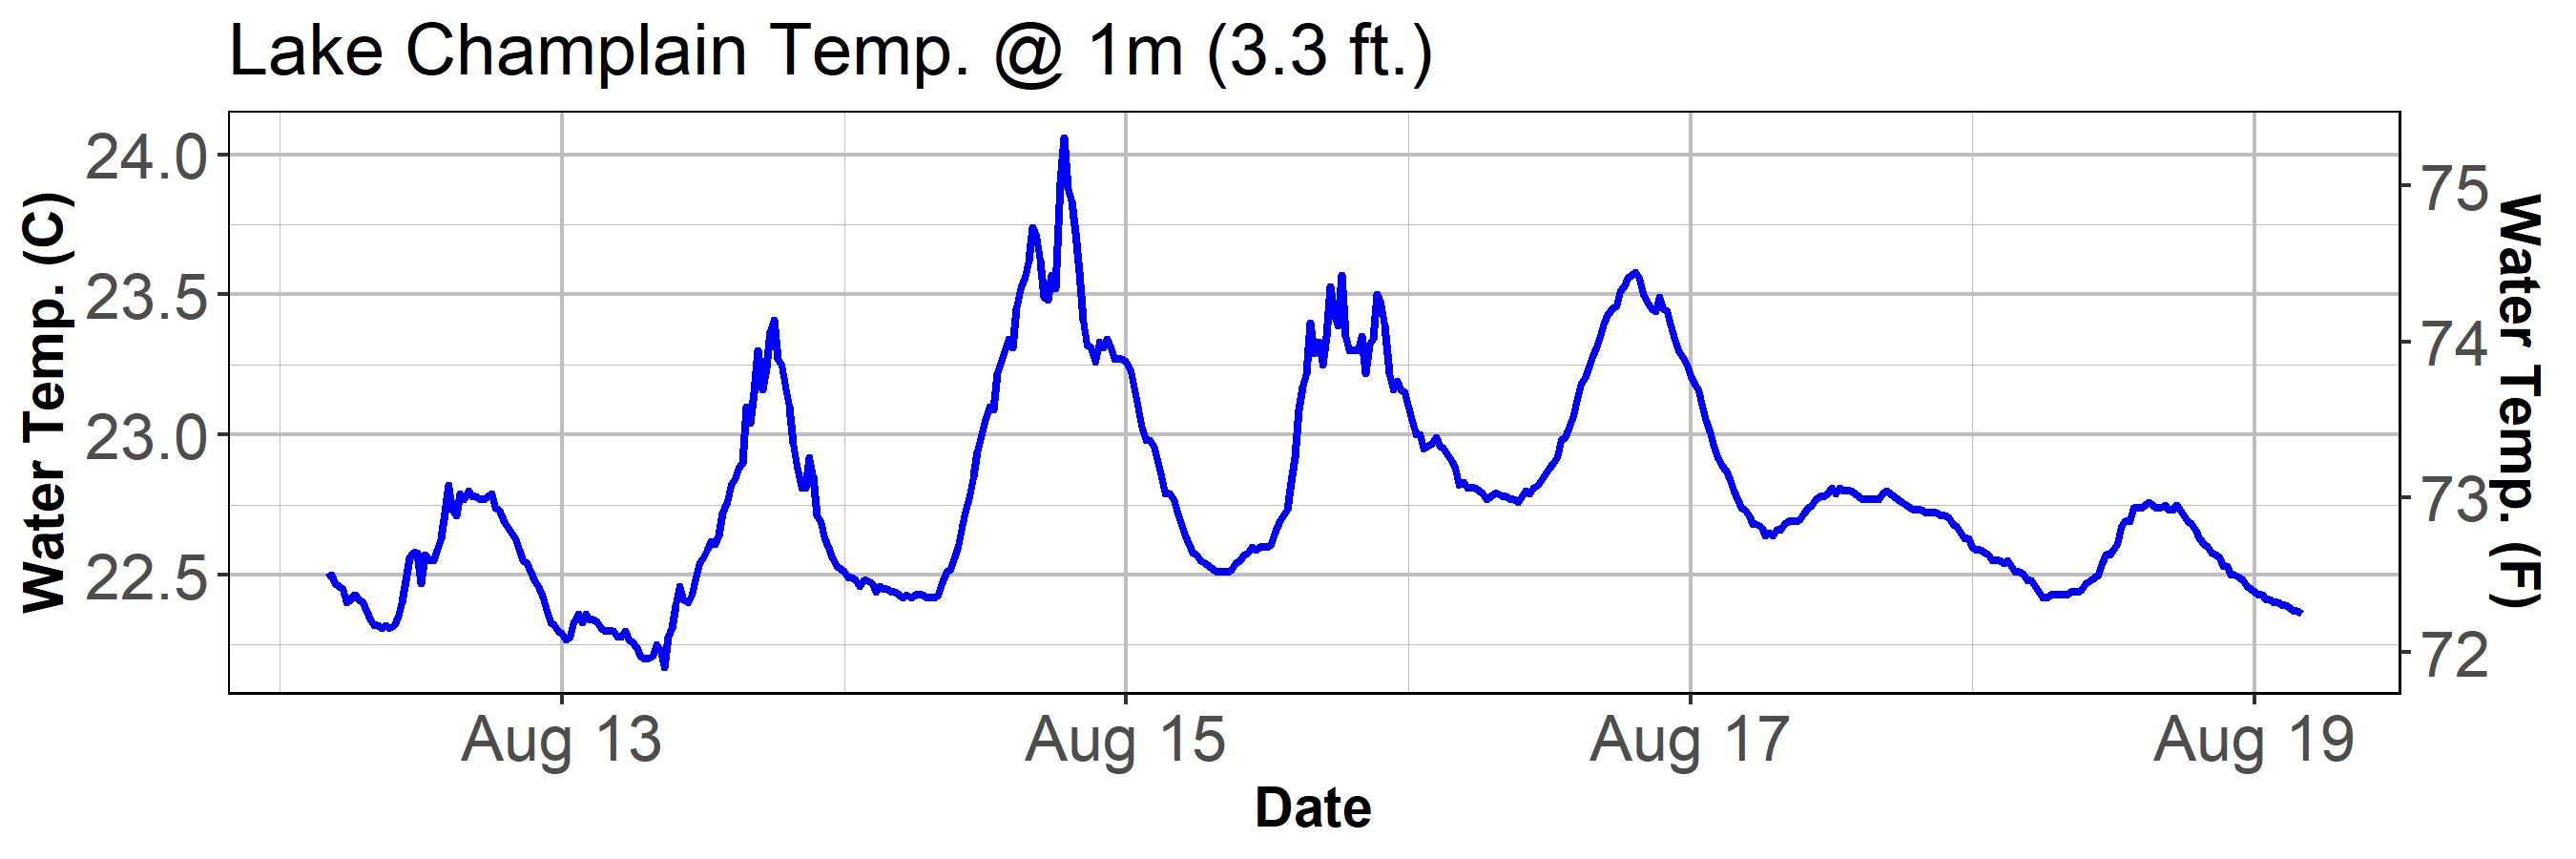 Lake Champlain Temp. @ 1m (3.3 ft.)
Water Temp. (C)
24.0
23.5
23.0
22.5
75
74
73
72
Water Temp. (F)
Aug 13 Aug 15 Aug 17 Aug 19
Date